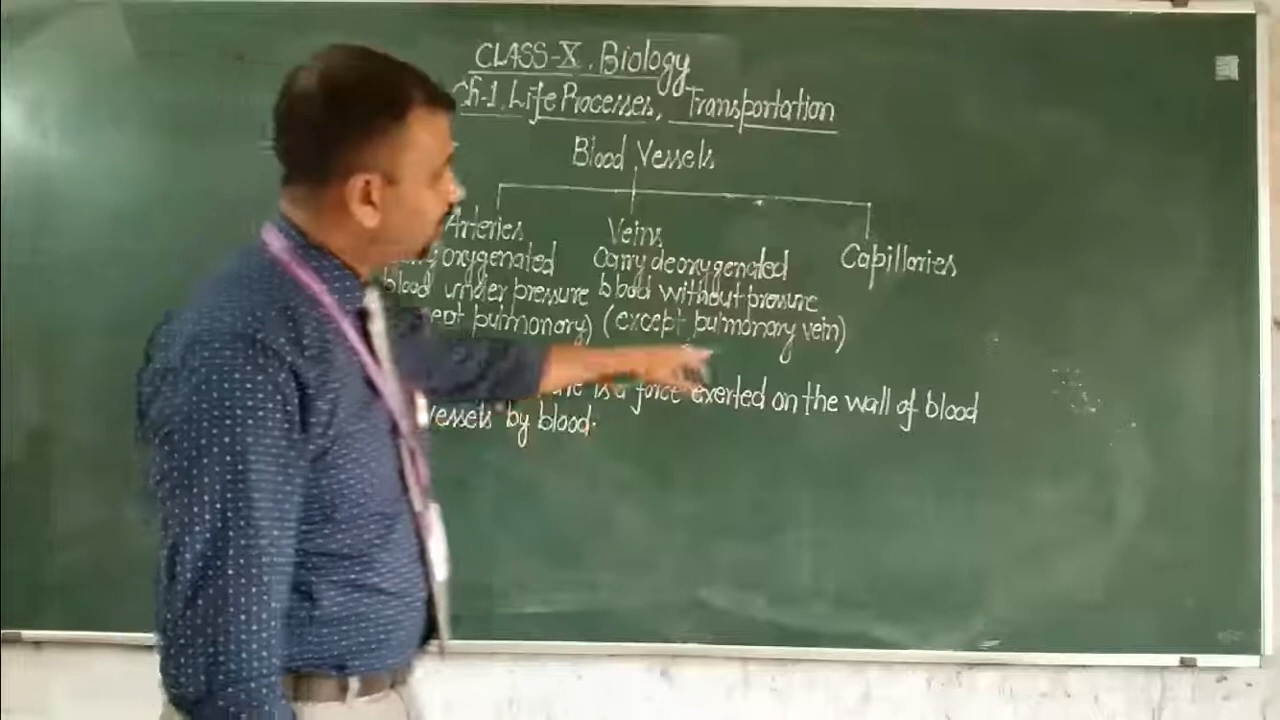 CLASS-X. Biology
Ch-1. Life Processes, Transportation
Blood Vessels
Arteries Veins Capillaries
oxygenated carry deoxygenated
blood under pressure blood without pressure
pulmonary) (except pulmonary vein)
is a force exerted on the wall of blood
vessels by blood.